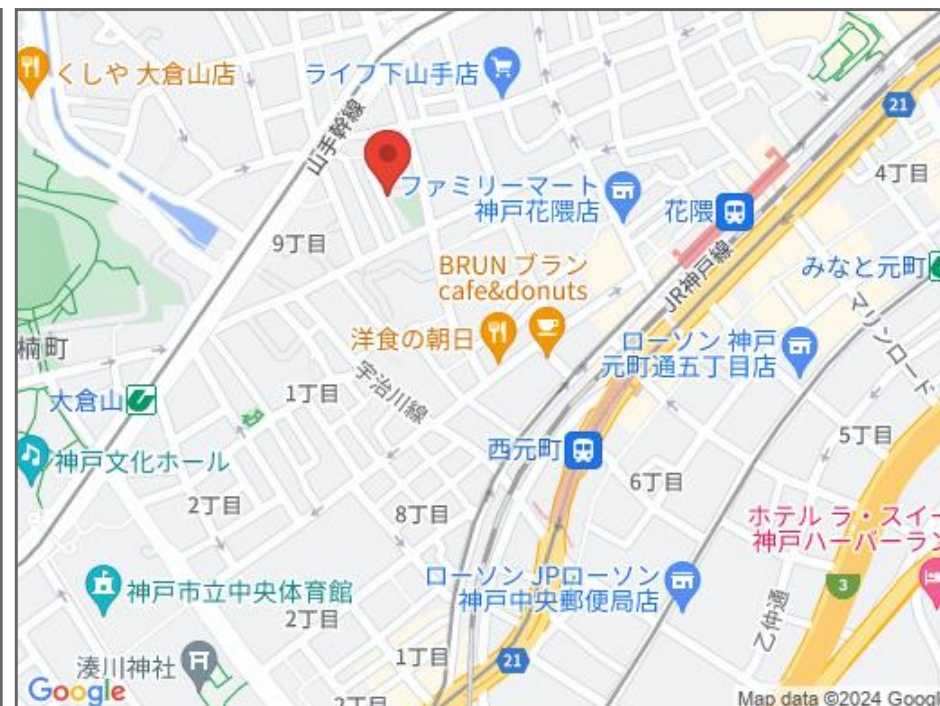 くしや 大倉山店
ライフ下山手店
山手幹線
21
4丁目
ファミリーマート
神戸花隈店
花隈
9丁目
JR神戸線
みなと元町
BRUN ブラン
cafe&donuts
マリンロード
楠町
洋食の朝日
ローソン 神戸
元町通五丁目店
大倉山
1丁目
宇治川線
5丁目
神戸文化ホール
西元町
6丁目
2丁目
8丁目
ホテル ラ・スイー
神戸ハーバーラン
ローソン JPローソン
神戸中央郵便局店
3
神戸市立中央体育館
2丁目
乙仲通
湊川神社
1丁目
21
Google
2丁目
Map data ©2024 Googl